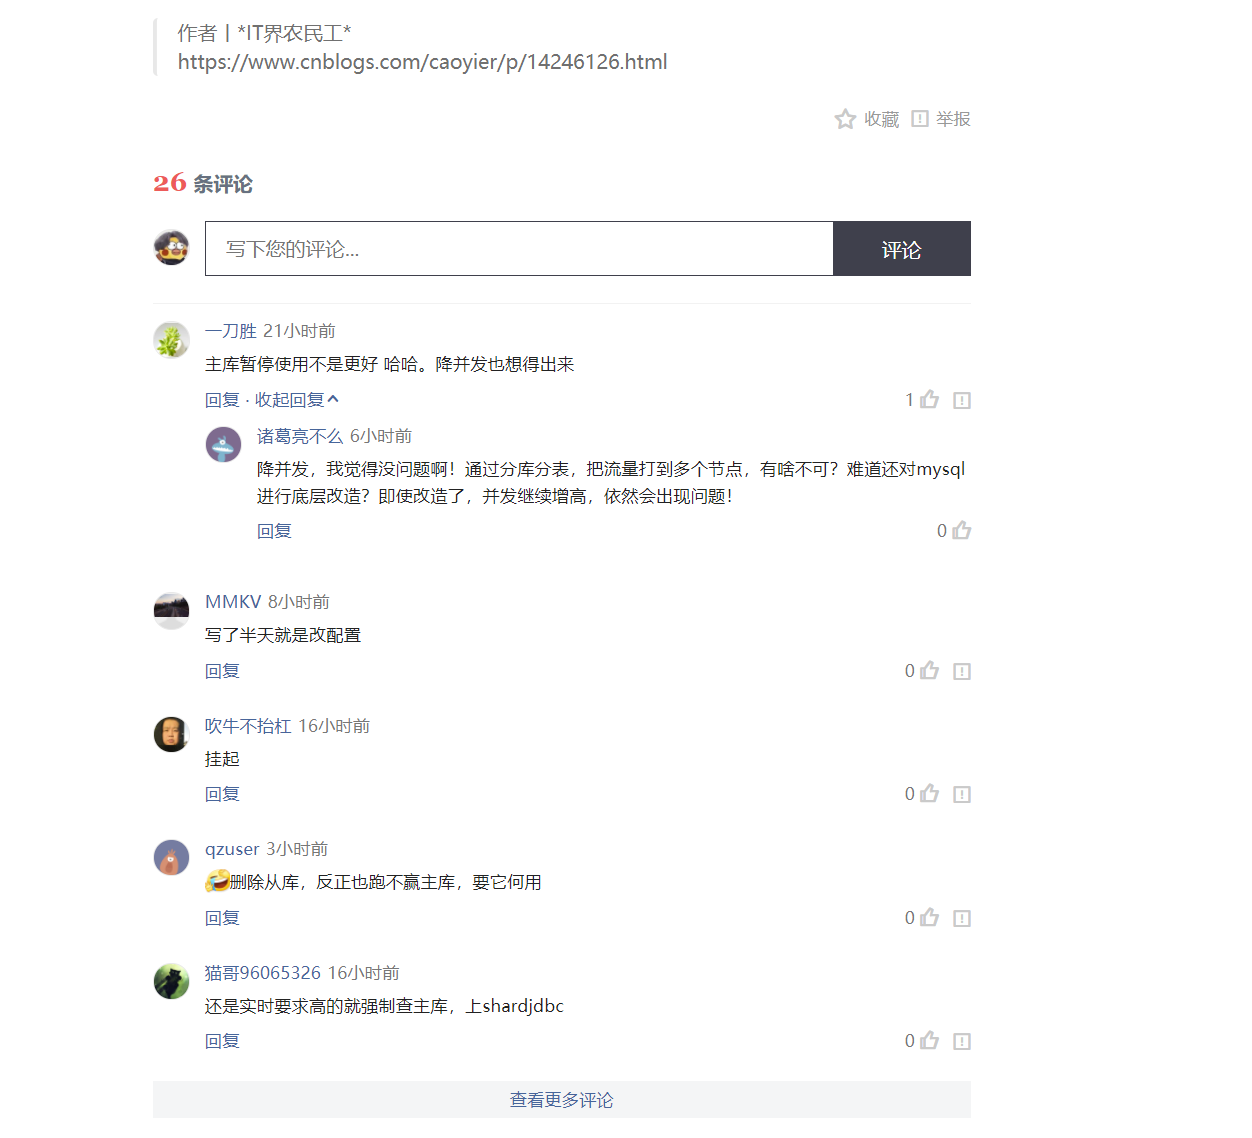 作者丨*IT界农民工*
https://www.cnblogs.com/caoyier/p/14246126.html
收藏 举报
26 条评论
写下您的评论... 评论
一刀胜 21小时前
主库暂停使用不是更好 哈哈。降并发也想得出来
回复 · 收起回复 1
诸葛亮不么 6小时前
降并发，我觉得没问题啊！通过分库分表，把流量打到多个节点，有啥不可？难道还对mysql
进行底层改造？即使改造了，并发继续增高，依然会出现问题！
回复 0
MMKV 8小时前
写了半天就是改配置
回复 0
吹牛不抬杠 16小时前
挂起
回复 0
qzuser 3小时前
🤣删除从库，反正也跑不赢主库，要它何用
回复 0
猫哥96065326 16小时前
还是实时要求高的就强制查主库，上shardjdbc
回复 0
查看更多评论